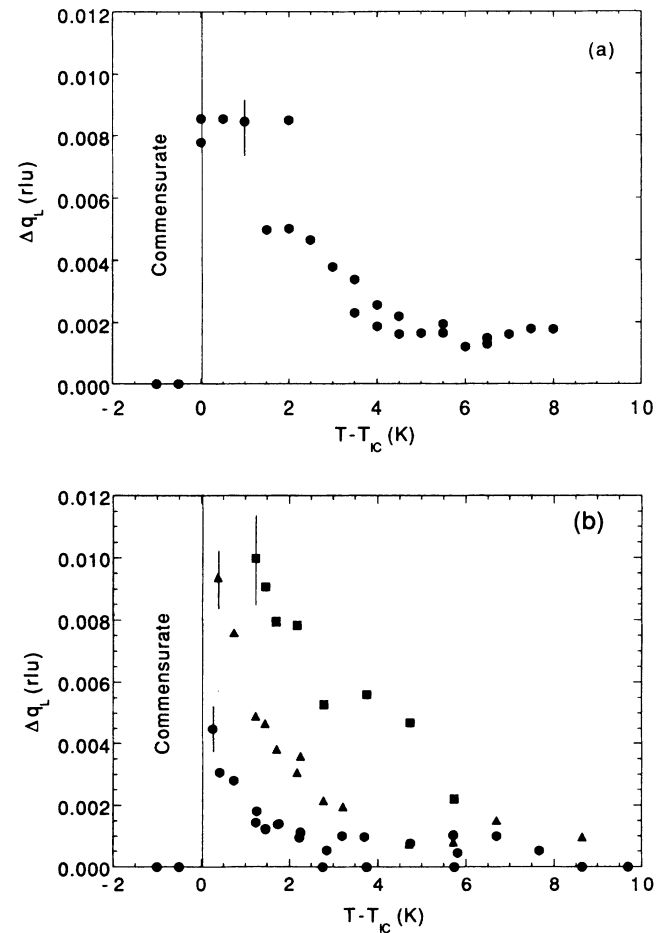 (a)
0.012
0.010
0.008
0.006
0.004
0.002
0.000
Δq_L (rlu)
Commensurate
-2 0 2 4 6 8 10
T-T_IC (K)
(b)
0.012
0.010
0.008
0.006
0.004
0.002
0.000
Δq_L (rlu)
Commensurate
-2 0 2 4 6 8 10
T-T_IC (K)